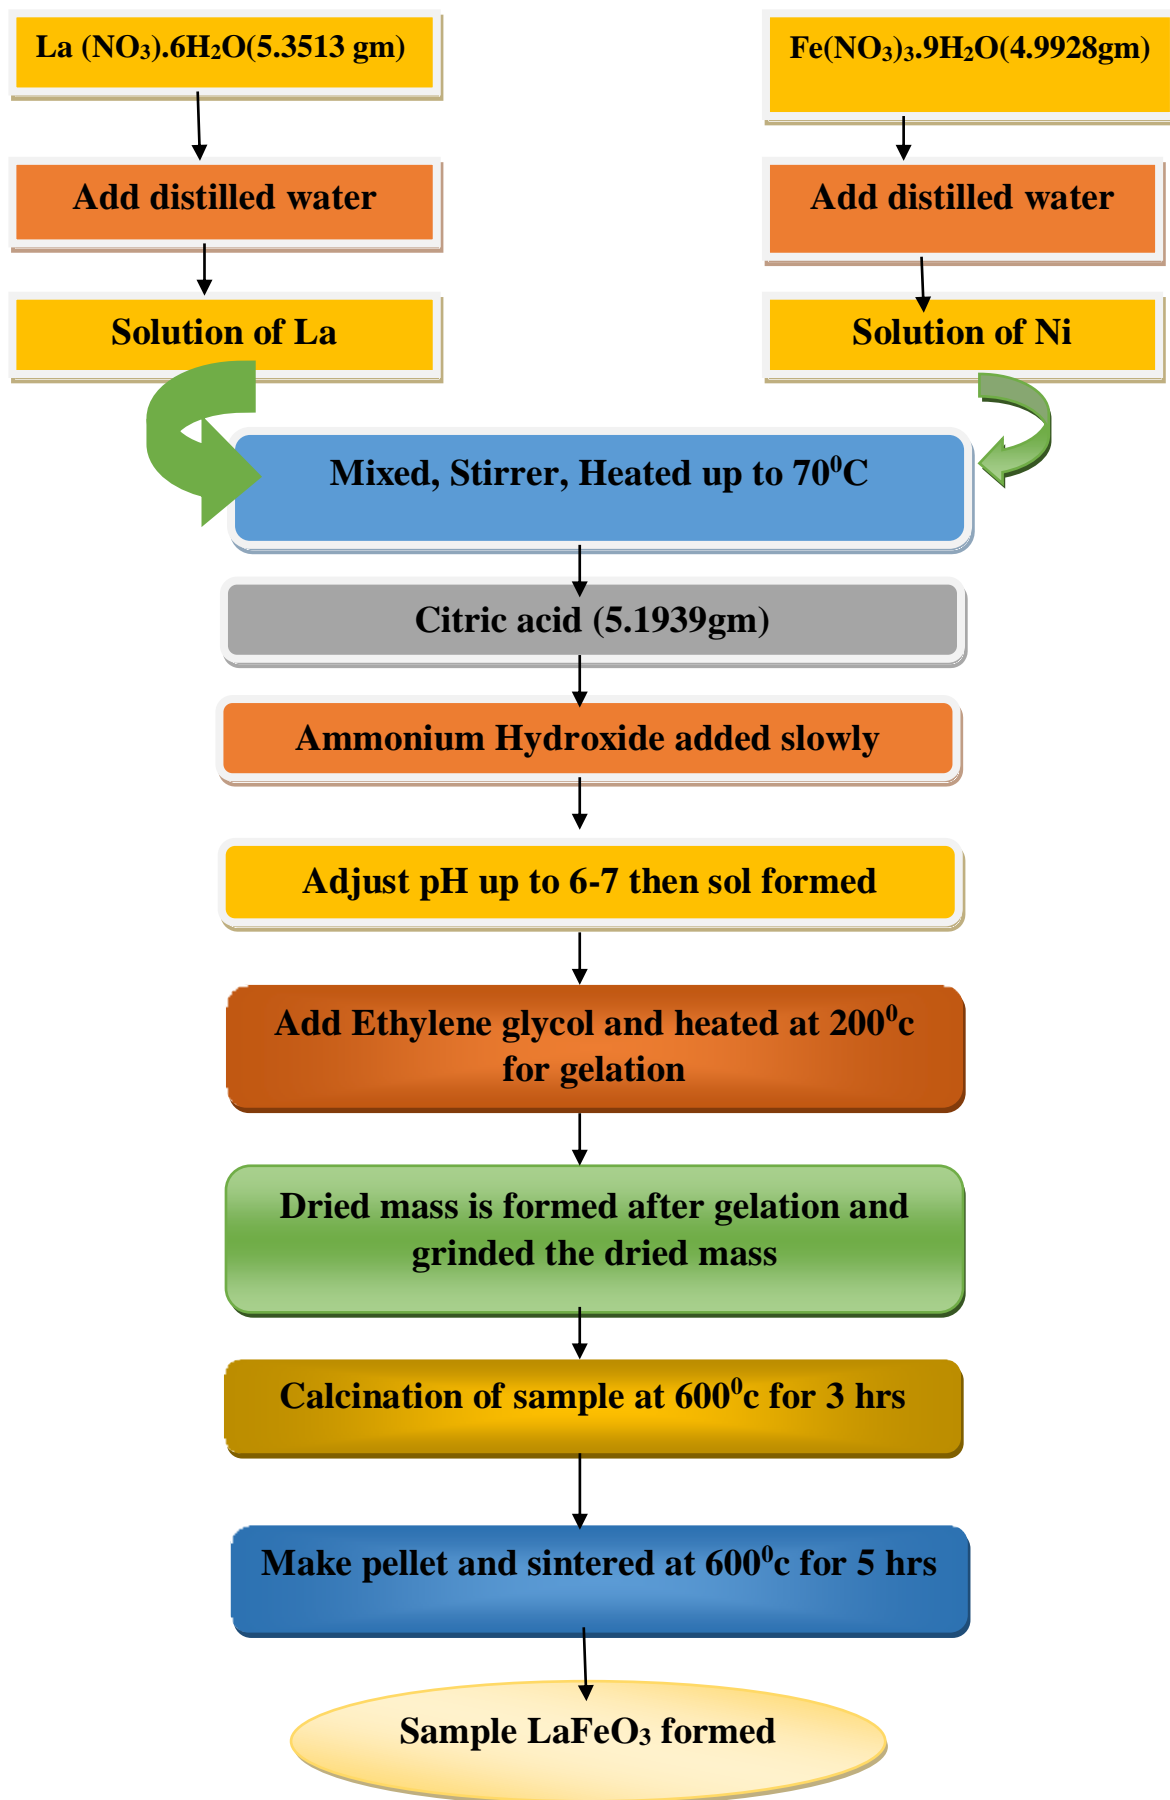 La (NO₃).6H₂O(5.3513 gm)
Fe(NO₃)₃.9H₂O(4.9928gm)
Add distilled water
Add distilled water
Solution of La
Solution of Ni
Mixed, Stirrer, Heated up to 70⁰C
Citric acid (5.1939gm)
Ammonium Hydroxide added slowly
Adjust pH up to 6-7 then sol formed
Add Ethylene glycol and heated at 200⁰c
for gelation
Dried mass is formed after gelation and
grinded the dried mass
Calcination of sample at 600⁰c for 3 hrs
Make pellet and sintered at 600⁰c for 5 hrs
Sample LaFeO₃ formed